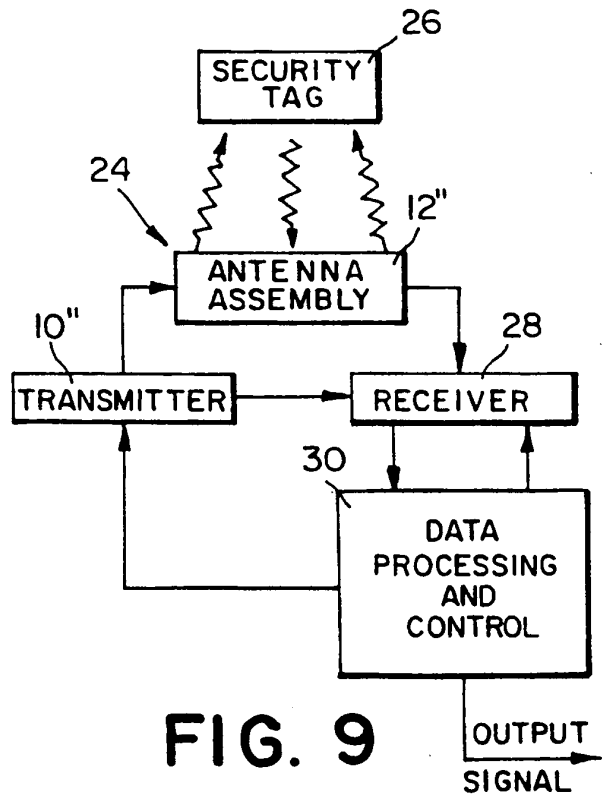 26
SECURITY
TAG
24
12"
ANTENNA
ASSEMBLY
10"
28
TRANSMITTER
RECEIVER
30
DATA
PROCESSING
AND
CONTROL
FIG. 9
OUTPUT
SIGNAL